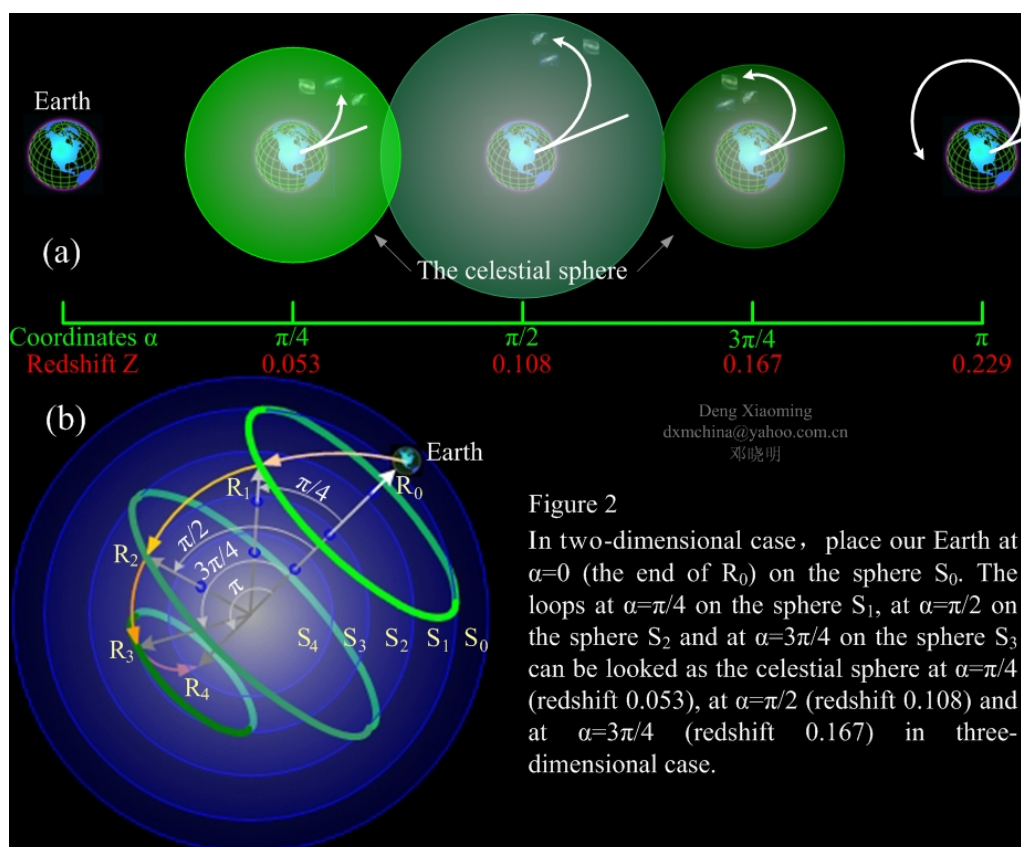 Earth
(a)
The celestial sphere
Coordinates α
π/4
π/2
3π/4
π
Redshift Z
0.053
0.108
0.167
0.229
(b)
Deng Xiaoming
dxmchina@yahoo.com.cn
邓晓明
Earth
R₀
R₁
π/4
R₂
π/2
3π/4
π
R₃
R₄
S₄ S₃ S₂ S₁ S₀
Figure 2
In two-dimensional case，place our Earth at
α=0 (the end of R₀) on the sphere S₀. The
loops at α=π/4 on the sphere S₁, at α=π/2 on
the sphere S₂ and at α=3π/4 on the sphere S₃
can be looked as the celestial sphere at α=π/4
(redshift 0.053), at α=π/2 (redshift 0.108) and
at α=3π/4 (redshift 0.167) in three-
dimensional case.